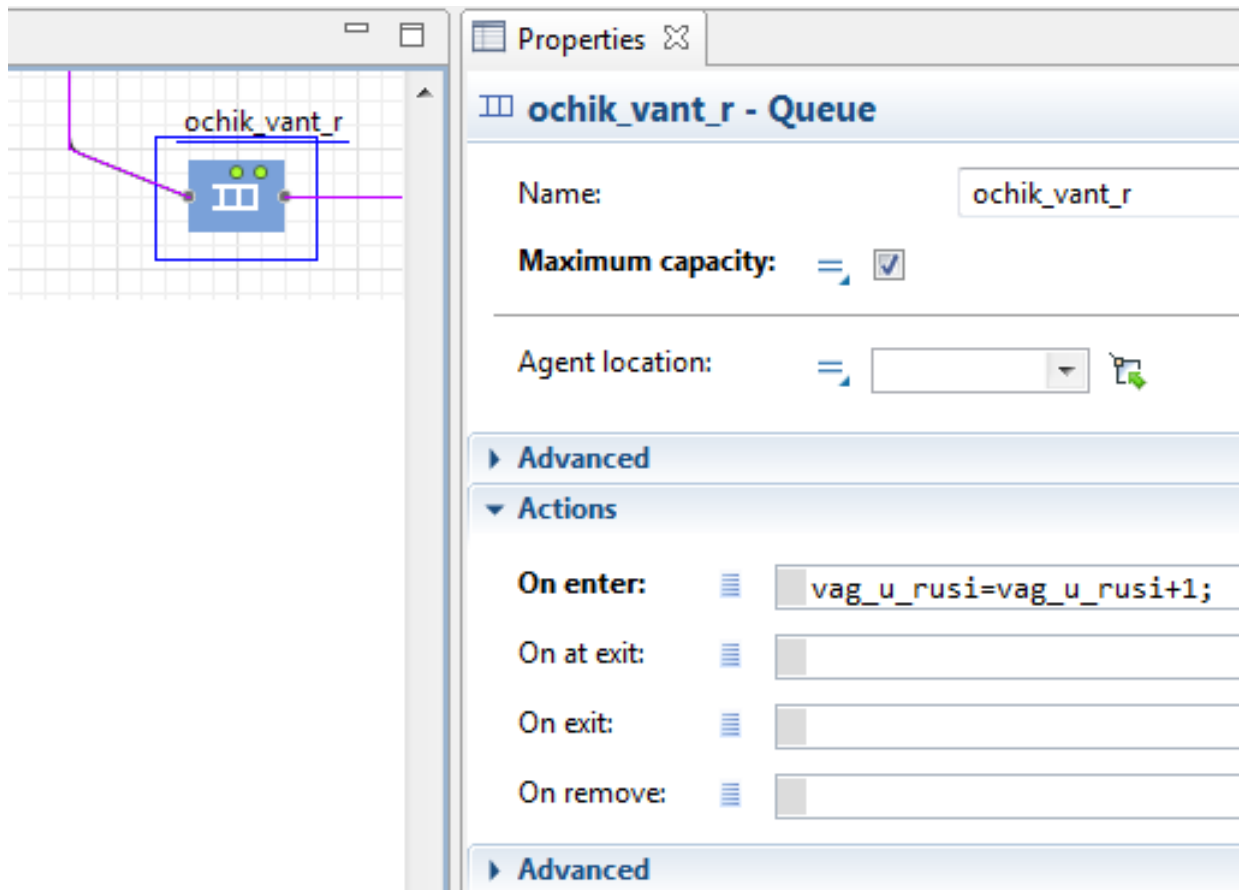 ochik_vant_r
Properties
ochik_vant_r - Queue
Name: ochik_vant_r
Maximum capacity:
Agent location:
Advanced
Actions
On enter: vag_u_rusi=vag_u_rusi+1;
On at exit:
On exit:
On remove:
Advanced